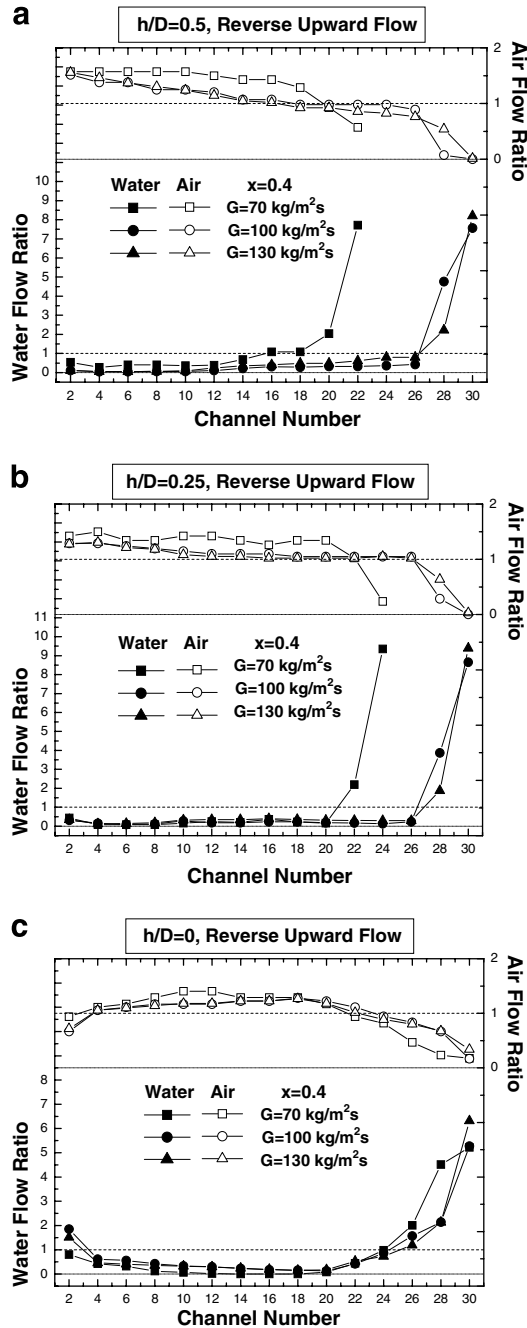 a
h/D=0.5, Reverse Upward Flow
2
1
0
Air Flow Ratio
10
9
8
7
6
5
4
3
2
1
0
Water Flow Ratio
Water Air x=0.4
G=70 kg/m²s
G=100 kg/m²s
G=130 kg/m²s
2 4 6 8 10 12 14 16 18 20 22 24 26 28 30
Channel Number
b
h/D=0.25, Reverse Upward Flow
2
1
0
Air Flow Ratio
11
10
9
8
7
6
5
4
3
2
1
0
Water Flow Ratio
Water Air x=0.4
G=70 kg/m²s
G=100 kg/m²s
G=130 kg/m²s
2 4 6 8 10 12 14 16 18 20 22 24 26 28 30
Channel Number
c
h/D=0, Reverse Upward Flow
2
1
0
Air Flow Ratio
8
7
6
5
4
3
2
1
0
Water Flow Ratio
Water Air x=0.4
G=70 kg/m²s
G=100 kg/m²s
G=130 kg/m²s
2 4 6 8 10 12 14 16 18 20 22 24 26 28 30
Channel Number